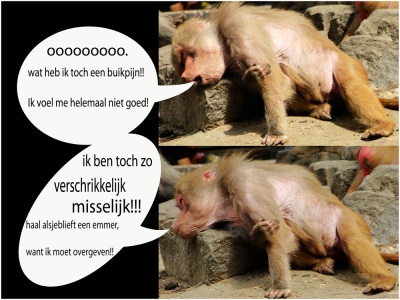 ooooooooo.
wat heb ik toch een buikpijn!!
Ik voel me helemaal niet goed!
ik ben toch zo
verschrikkelijk
misselijk!!!
haal alsjeblieft een emmer,
want ik moet overgeven!!